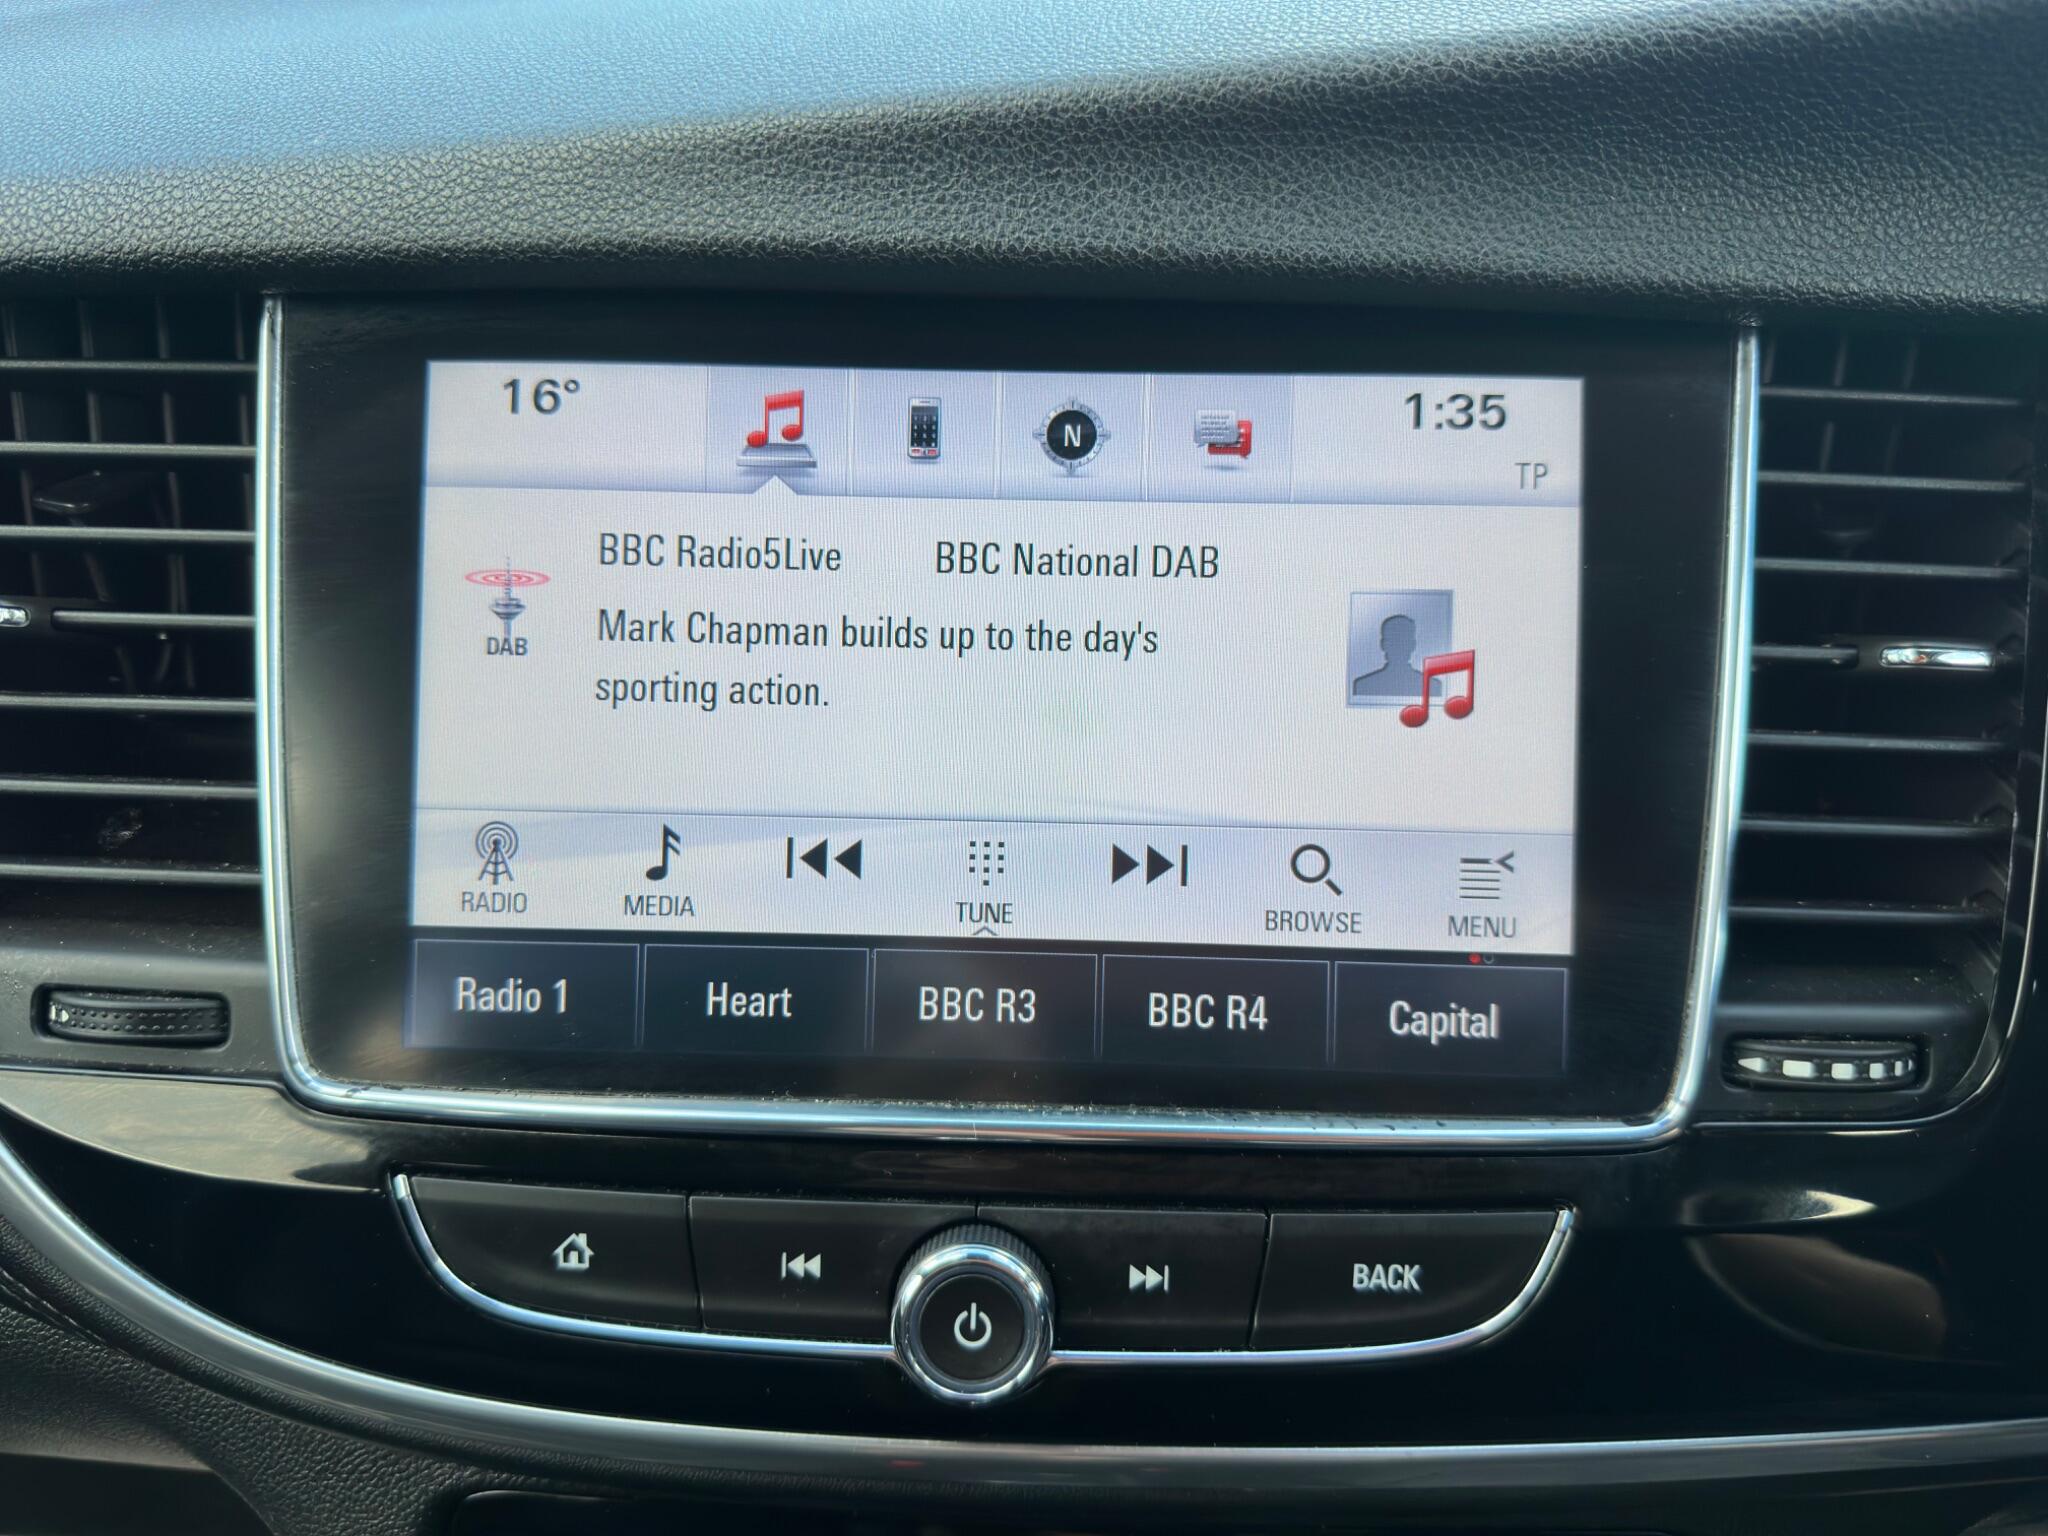 16°
N
1:35
TP
BBC Radio5Live BBC National DAB
DAB
Mark Chapman builds up to the day's
sporting action.
RADIO MEDIA TUNE BROWSE MENU
Radio 1 Heart BBC R3 BBC R4 Capital
BACK